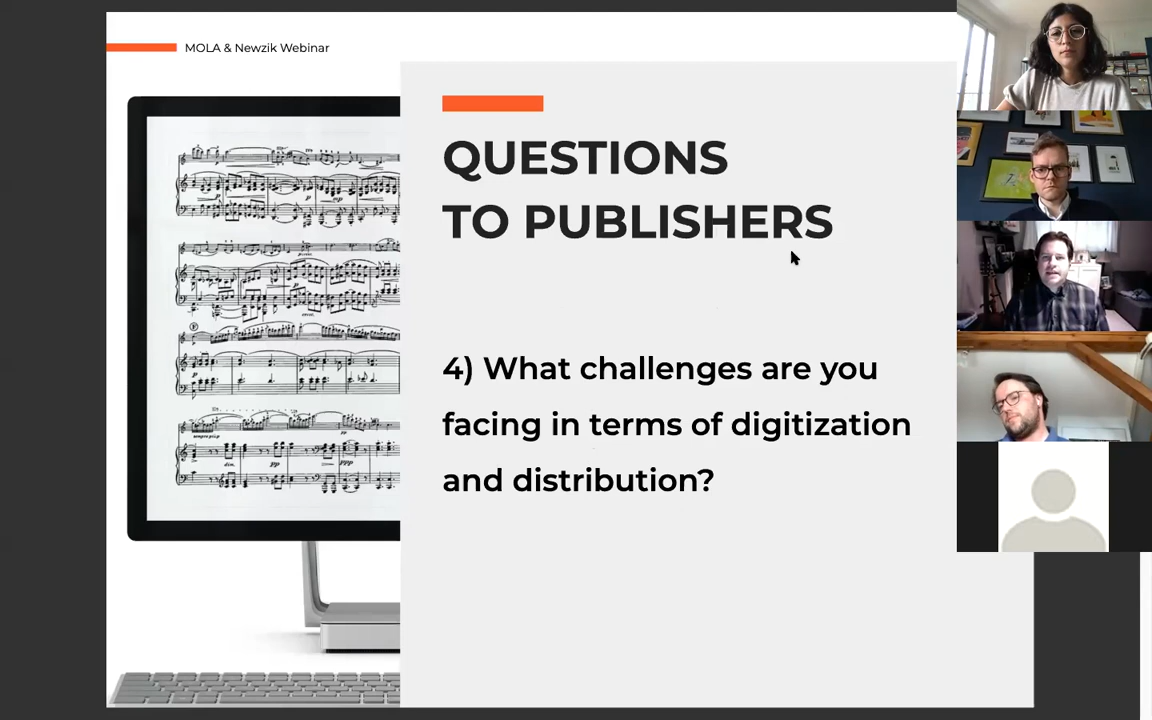 MOLA & Newzik Webinar
QUESTIONS
TO PUBLISHERS
4) What challenges are you
facing in terms of digitization
and distribution?